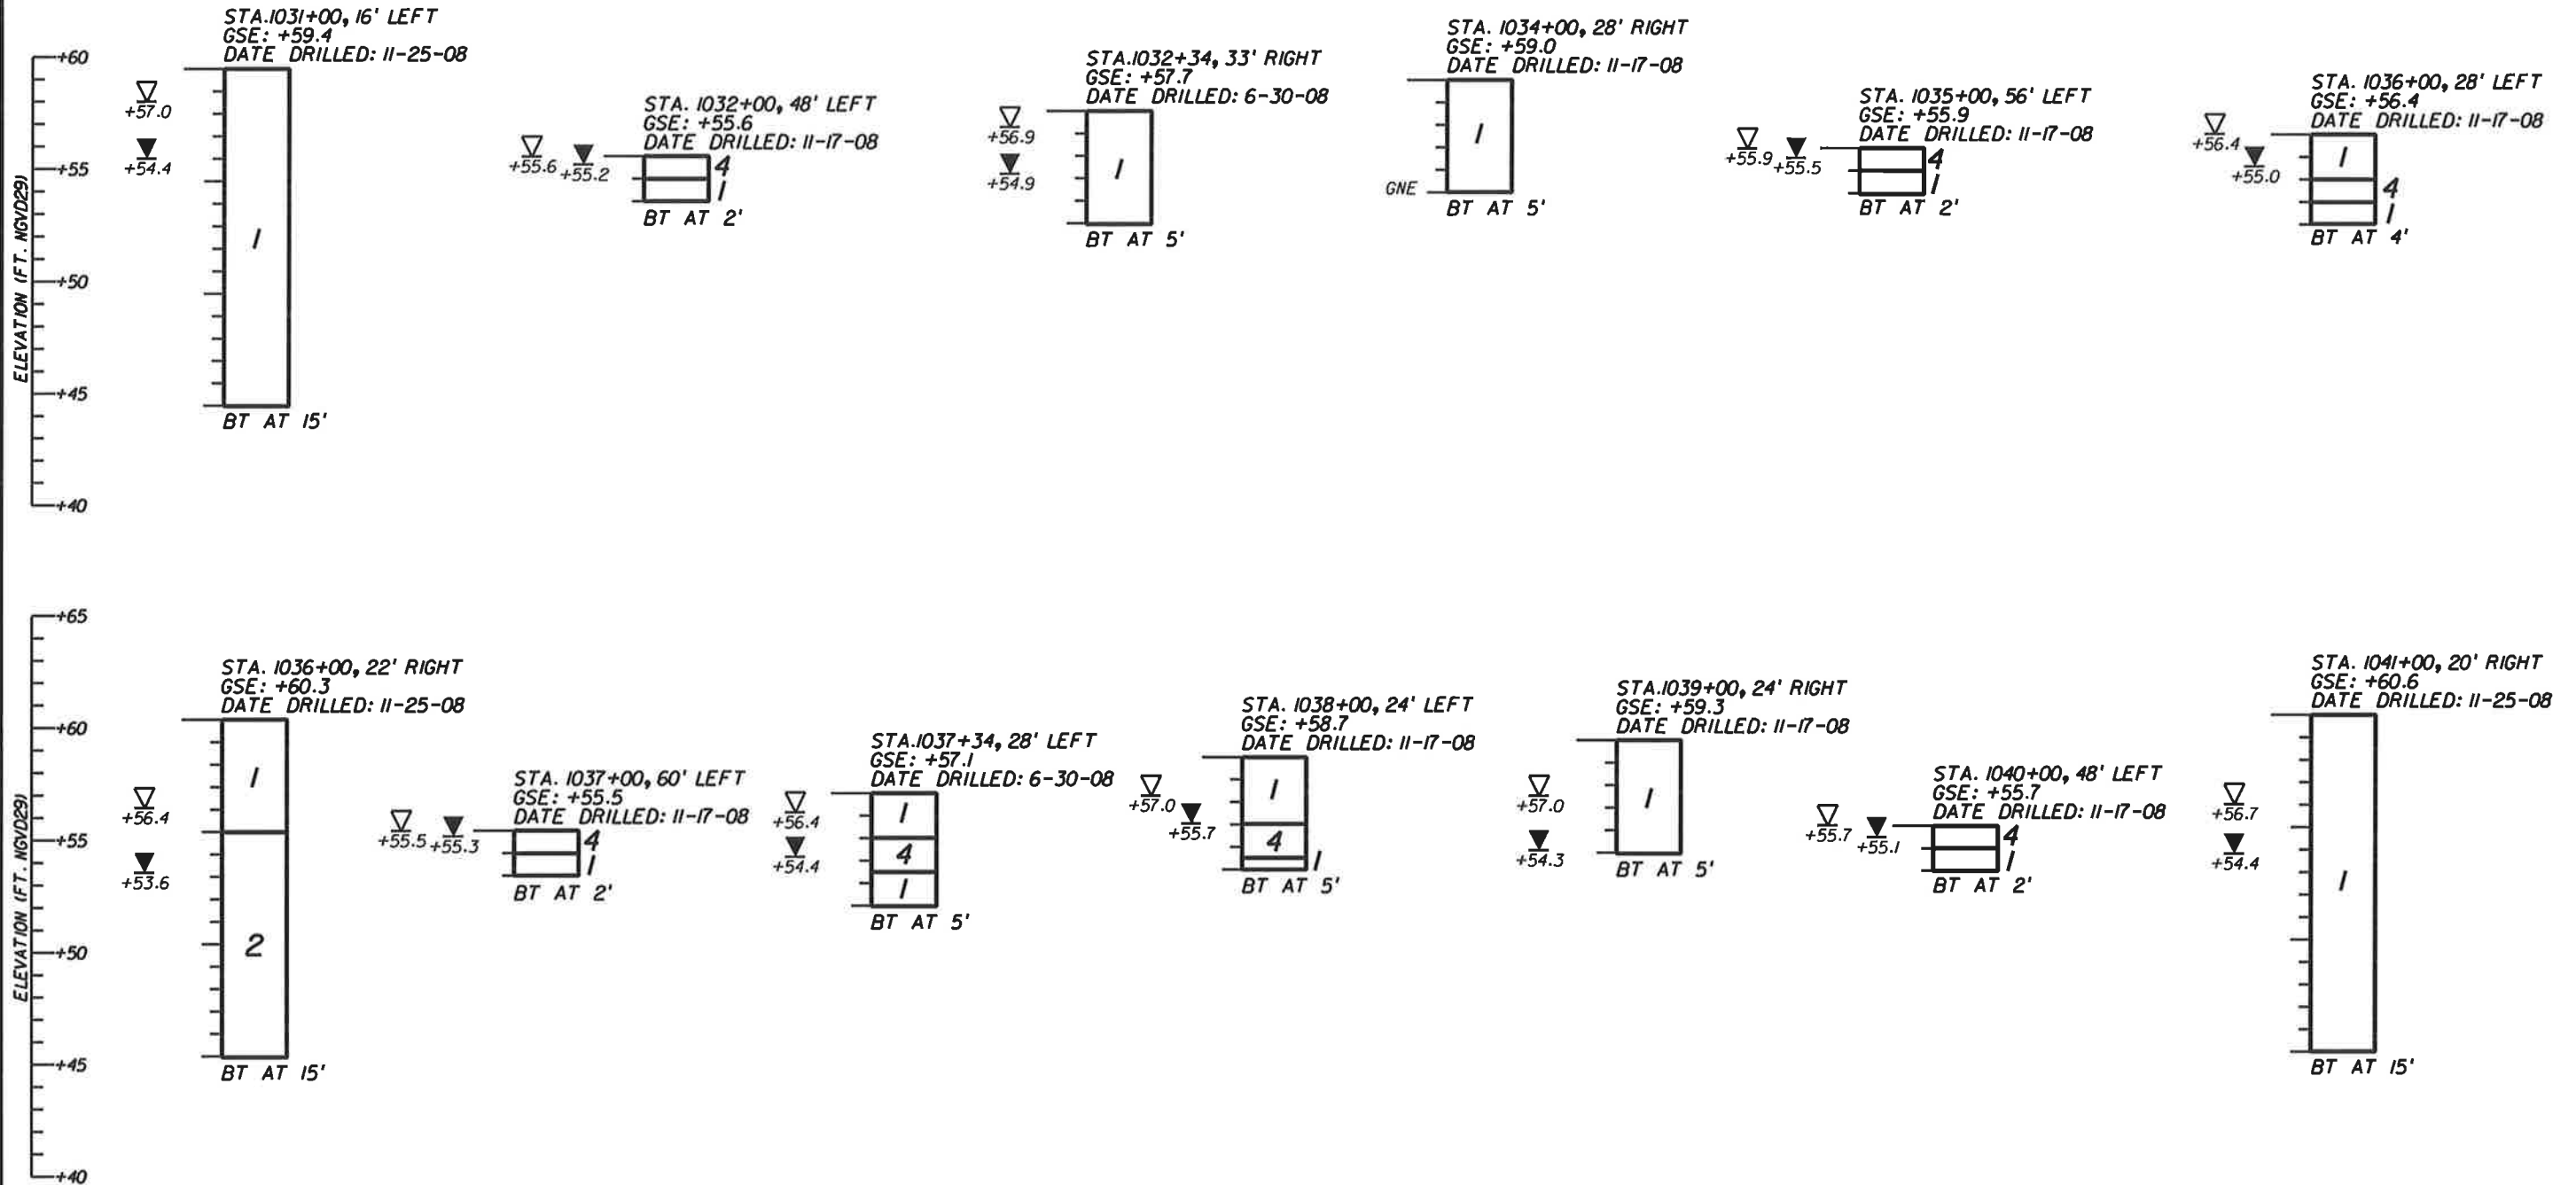 STA.1031+00, 16' LEFT
GSE: +59.4
DATE DRILLED: 11-25-08
+57.0
+54.4
1
BT AT 15'
STA. 1032+00, 48' LEFT
GSE: +55.6
DATE DRILLED: 11-17-08
+55.6
+55.2
4
1
BT AT 2'
STA.1032+34, 33' RIGHT
GSE: +57.7
DATE DRILLED: 6-30-08
+56.9
+54.9
1
BT AT 5'
STA. 1034+00, 28' RIGHT
GSE: +59.0
DATE DRILLED: 11-17-08
1
GNE
BT AT 5'
STA. 1035+00, 56' LEFT
GSE: +55.9
DATE DRILLED: 11-17-08
+55.9
+55.5
4
1
BT AT 2'
STA. 1036+00, 28' LEFT
GSE: +56.4
DATE DRILLED: 11-17-08
+56.4
+55.0
1
4
1
BT AT 4'
ELEVATION (FT. NGVD29)
+60
+55
+50
+45
+40
STA. 1036+00, 22' RIGHT
GSE: +60.3
DATE DRILLED: 11-25-08
+56.4
+53.6
1
2
BT AT 15'
STA. 1037+00, 60' LEFT
GSE: +55.5
DATE DRILLED: 11-17-08
+55.5
+55.3
4
1
BT AT 2'
STA.1037+34, 28' LEFT
GSE: +57.1
DATE DRILLED: 6-30-08
+56.4
+54.4
1
4
1
BT AT 5'
STA. 1038+00, 24' LEFT
GSE: +58.7
DATE DRILLED: 11-17-08
+57.0
+55.7
1
4
1
BT AT 5'
STA.1039+00, 24' RIGHT
GSE: +59.3
DATE DRILLED: 11-17-08
+57.0
+54.3
1
BT AT 5'
STA. 1040+00, 48' LEFT
GSE: +55.7
DATE DRILLED: 11-17-08
+55.7
+55.1
4
1
BT AT 2'
STA. 1041+00, 20' RIGHT
GSE: +60.6
DATE DRILLED: 11-25-08
+56.7
+54.4
1
BT AT 15'
ELEVATION (FT. NGVD29)
+65
+60
+55
+50
+45
+40